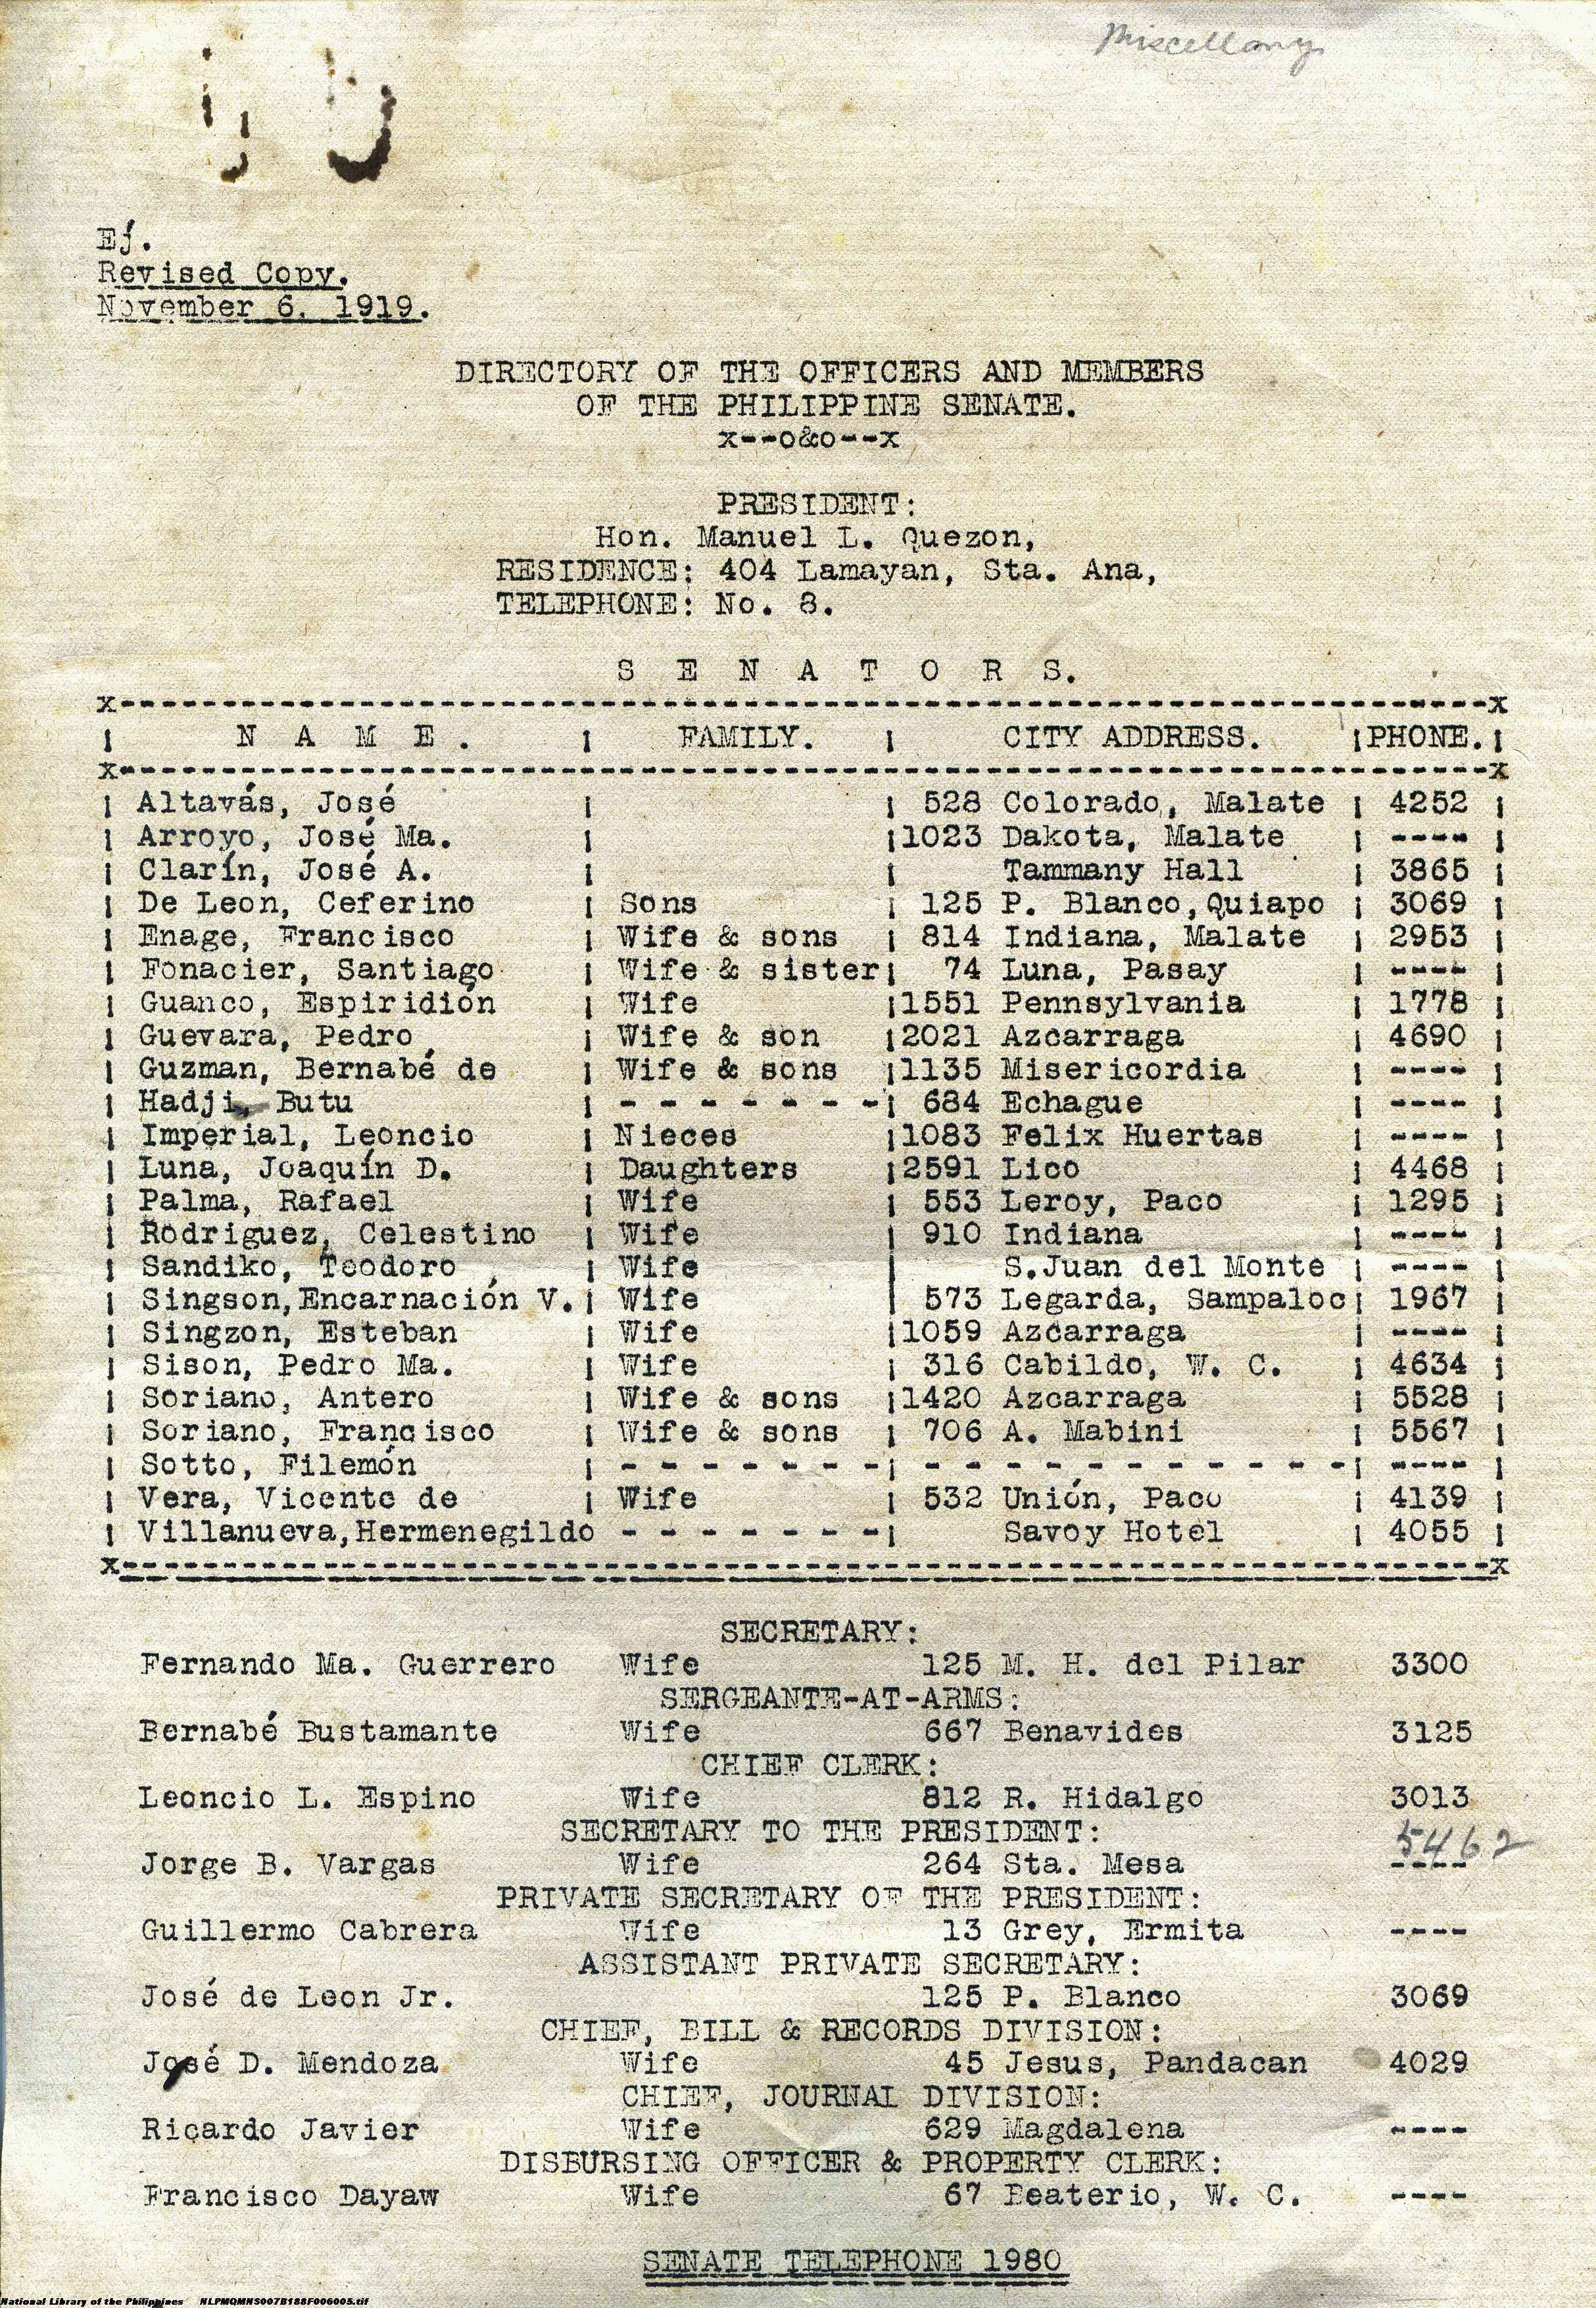 Miscellany
Ej.
Revised Copy.
November 6, 1919.
DIRECTORY OF THE OFFICERS AND MEMBERS
OF THE PHILIPPINE SENATE.
x--o&o--x
PRESIDENT:
Hon. Manuel L. Quezon,
RESIDENCE: 404 Lamayan, Sta. Ana,
TELEPHONE: No. 8.
S E N A T O R S.
N A M E. | FAMILY. | CITY ADDRESS. | PHONE.
Altavás, José | | 528 Colorado, Malate | 4252
Arroyo, José Ma. | | 1023 Dakota, Malate | ----
Clarín, José A. | | Tammany Hall | 3865
De Leon, Ceferino | Sons | 125 P. Blanco,Quiapo | 3069
Enage, Francisco | Wife & sons | 814 Indiana, Malate | 2953
Fonacier, Santiago | Wife & sister | 74 Luna, Pasay | ----
Guanco, Espiridión | Wife | 1551 Pennsylvania | 1778
Guevara, Pedro | Wife & son | 2021 Azcarraga | 4690
Guzman, Bernabé de | Wife & sons | 1135 Misericordia | ----
Hadji, Butu | - - - - - - - | 684 Echague | ----
Imperial, Leoncio | Nieces | 1083 Felix Huertas | ----
Luna, Joaquín D. | Daughters | 2591 Lico | 4468
Palma, Rafael | Wife | 553 Leroy, Paco | 1295
Rodriguez, Celestino | Wife | 910 Indiana | ----
Sandiko, Teodoro | Wife | S.Juan del Monte | ----
Singson,Encarnación V. | Wife | 573 Legarda, Sampaloc | 1967
Singzon, Esteban | Wife | 1059 Azcarraga | ----
Sison, Pedro Ma. | Wife | 316 Cabildo, W. C. | 4634
Soriano, Antero | Wife & sons | 1420 Azcarraga | 5528
Soriano, Francisco | Wife & sons | 706 A. Mabini | 5567
Sotto, Filemón | - - - - - - - | - - - - - - - - - - - | ----
Vera, Vicente de | Wife | 532 Unión, Paco | 4139
Villanueva,Hermenegildo - - - - - - - | Savoy Hotel | 4055
SECRETARY:
Fernando Ma. Guerrero Wife 125 M. H. del Pilar 3300
SERGEANTE-AT-ARMS:
Bernabé Bustamante Wife 667 Benavides 3125
CHIEF CLERK:
Leoncio L. Espino Wife 812 R. Hidalgo 3013
SECRETARY TO THE PRESIDENT:
5462
Jorge B. Vargas Wife 264 Sta. Mesa ----
PRIVATE SECRETARY OF THE PRESIDENT:
Guillermo Cabrera Wife 13 Grey, Ermita ----
ASSISTANT PRIVATE SECRETARY:
José de Leon Jr. 125 P. Blanco 3069
CHIEF, BILL & RECORDS DIVISION:
José D. Mendoza Wife 45 Jesus, Pandacan 4029
CHIEF, JOURNAL DIVISION:
Ricardo Javier Wife 629 Magdalena ----
DISBURSING OFFICER & PROPERTY CLERK:
Francisco Dayaw Wife 67 Beaterio, W. C. ----
SENATE TELEPHONE 1980
National Library of the Philippines NLPMQMNS007B188F006005.tif